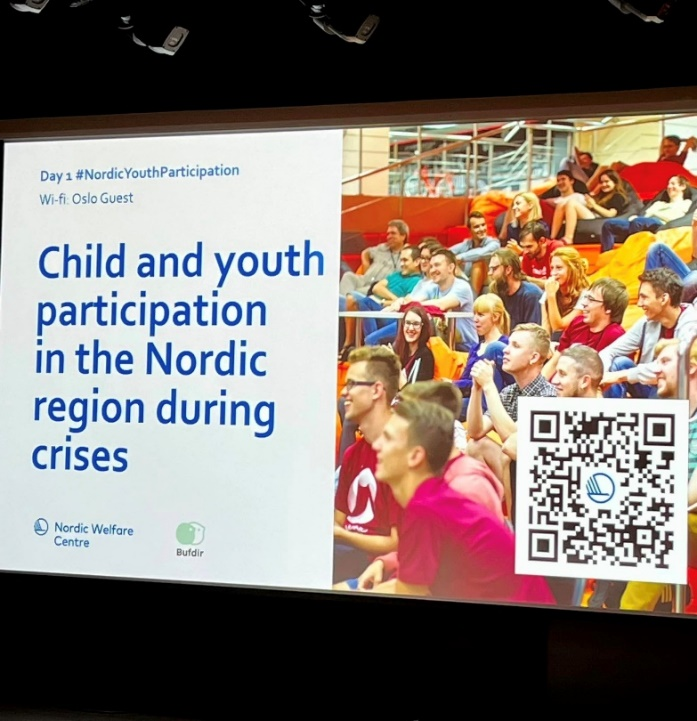 Day 1 #NordicYouthParticipation
Wi-fi: Oslo Guest
Child and youth
participation
in the Nordic
region during
crises
Nordic Welfare
Centre
Bufdir